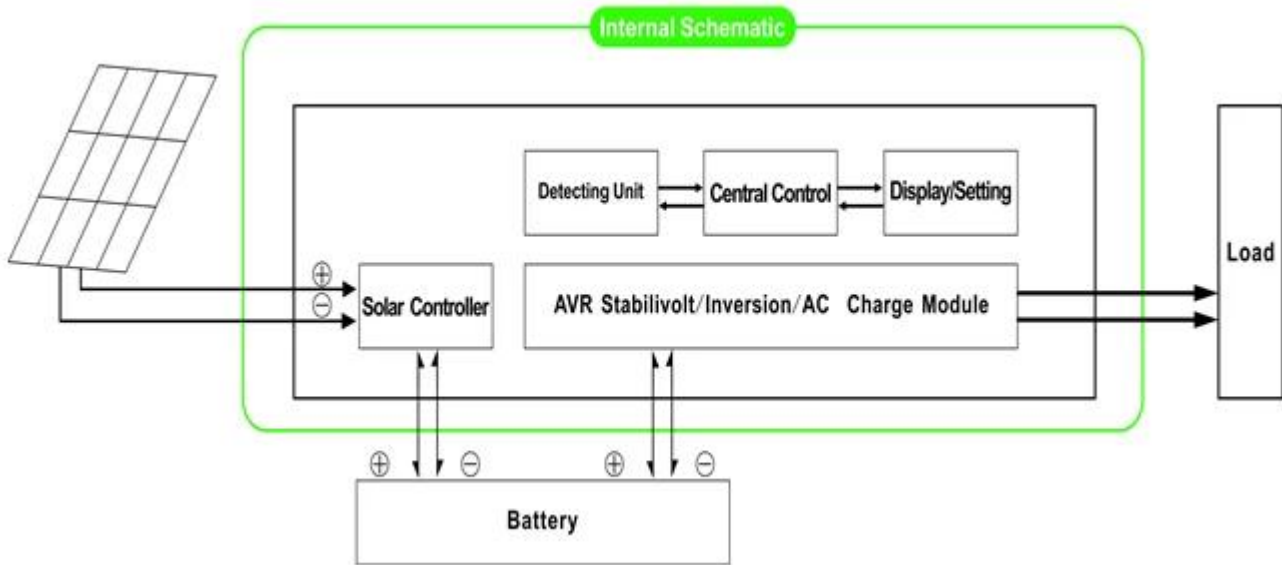 Internal Schematic
Detecting Unit
Central Control
Display/Setting
Load
⊕
⊖
Solar Controller
AVR Stabilivolt/Inversion/AC Charge Module
⊕ ⊖ ⊕ ⊖
Battery